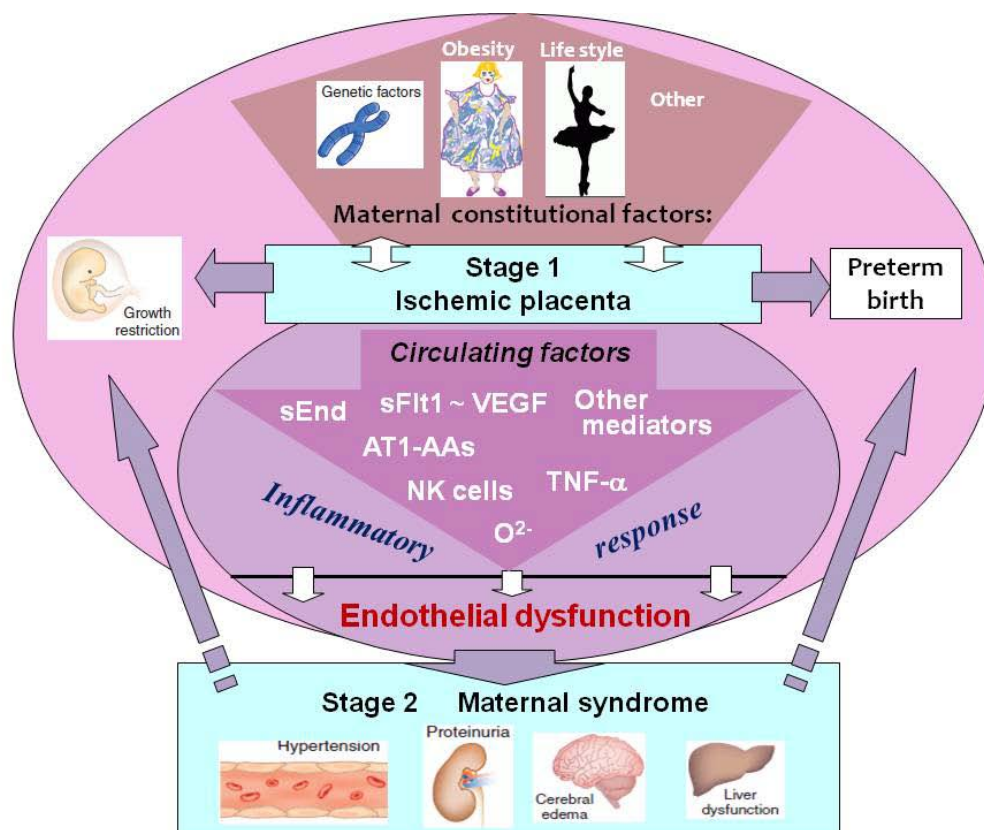 Obesity
Life style
Genetic factors
Other
Maternal constitutional factors:
Stage 1
Ischemic placenta
Growth
restriction
Preterm
birth
Circulating factors
sEnd
sFlt1 ~ VEGF
Other
mediators
AT1-AAs
NK cells
TNF-α
O²⁻
Inflammatory
response
Endothelial dysfunction
Stage 2 Maternal syndrome
Hypertension
Proteinuria
Cerebral
edema
Liver
dysfunction